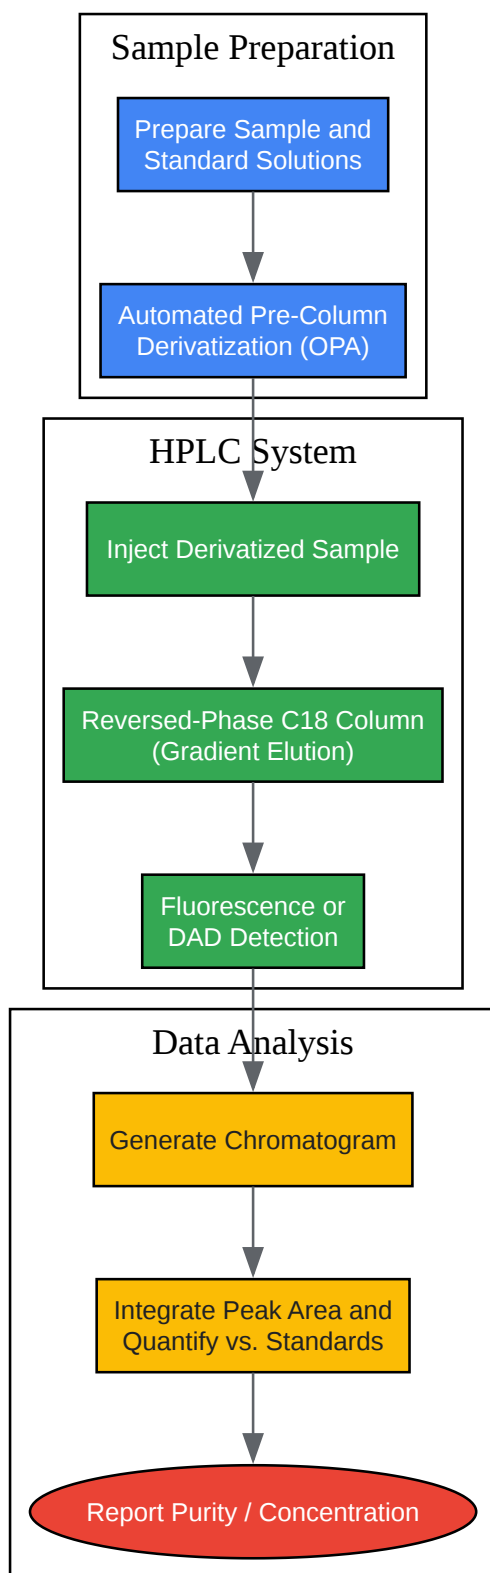 Sample Preparation
Prepare Sample and
Standard Solutions
Automated Pre-Column
Derivatization (OPA)
HPLC System
Inject Derivatized Sample
Reversed-Phase C18 Column
(Gradient Elution)
Fluorescence or
DAD Detection
Data Analysis
Generate Chromatogram
Integrate Peak Area and
Quantify vs. Standards
Report Purity / Concentration